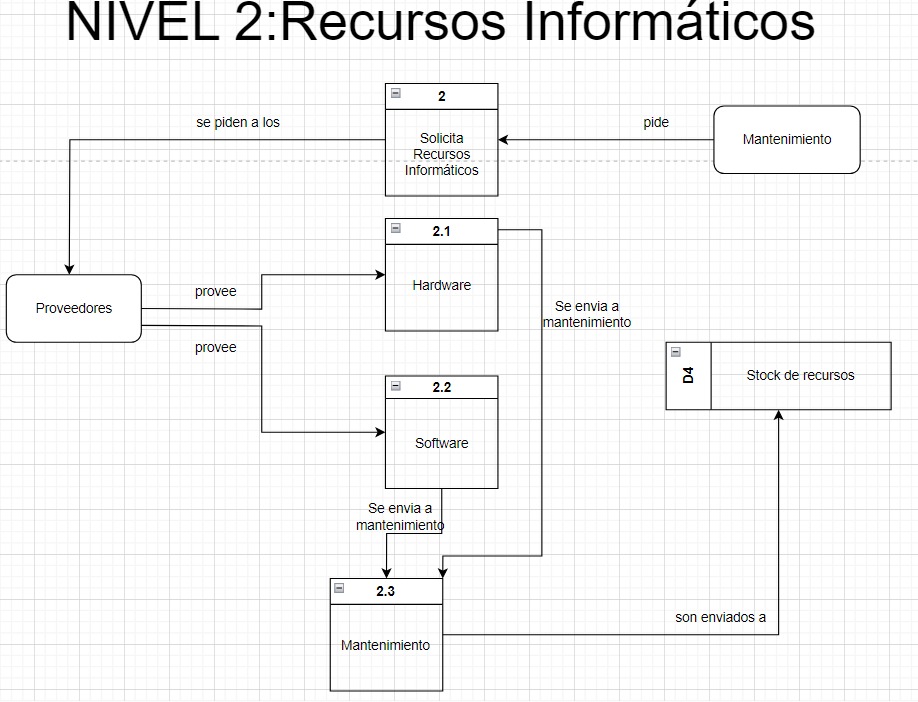 NIVEL 2:Recursos Informáticos
2
se piden a los
pide
Solicita
Recursos
Informáticos
Mantenimiento
2.1
provee
Hardware
Proveedores
Se envia a
mantenimiento
provee
D4
Stock de recursos
2.2
Software
Se envia a
mantenimiento
2.3
son enviados a
Mantenimiento